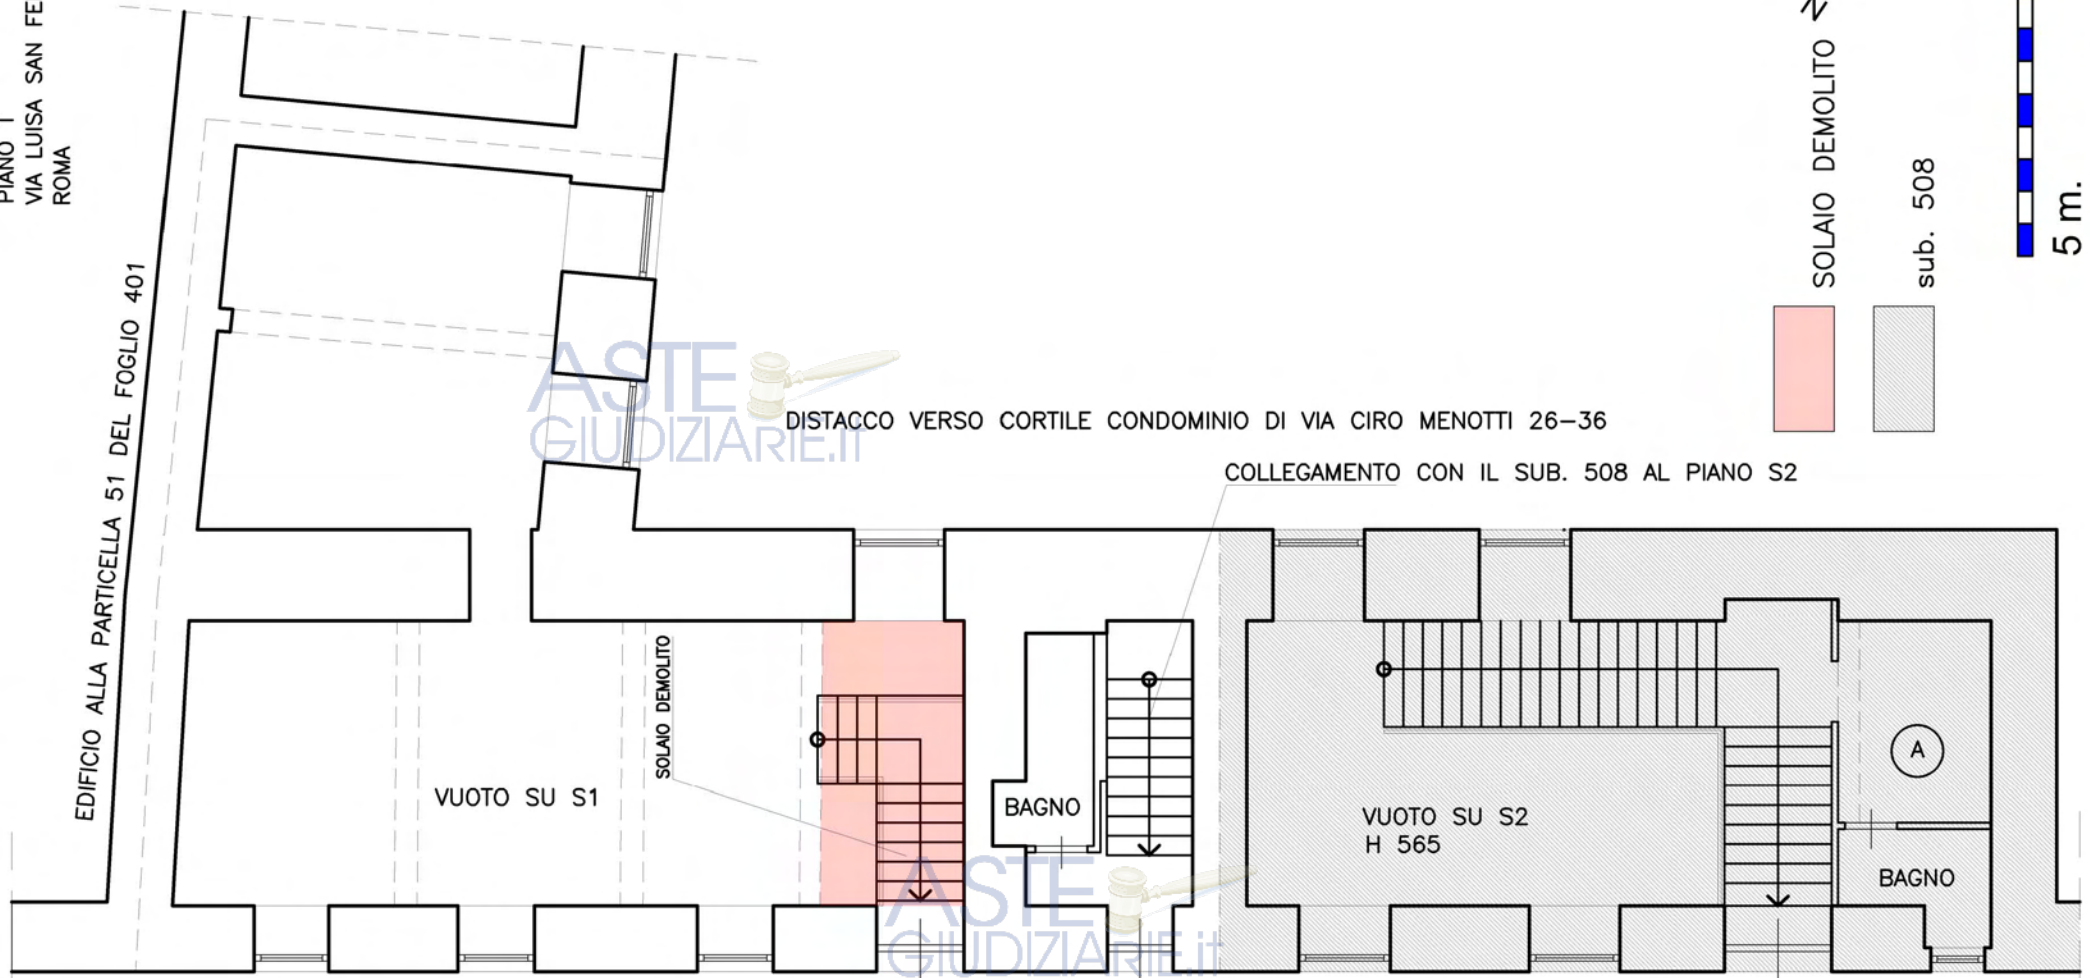 PIANO T
VIA LUISA SAN FE
ROMA
EDIFICIO ALLA PARTICELLA 51 DEL FOGLIO 401
ASTE
GIUDIZIARIE.it
DISTACCO VERSO CORTILE CONDOMINIO DI VIA CIRO MENOTTI 26-36
COLLEGAMENTO CON IL SUB. 508 AL PIANO S2
SOLAIO DEMOLITO
sub. 508
N
5 m.
SOLAIO DEMOLITO
VUOTO SU S1
BAGNO
VUOTO SU S2
H 565
A
BAGNO
ASTE
GIUDIZIARIE.it